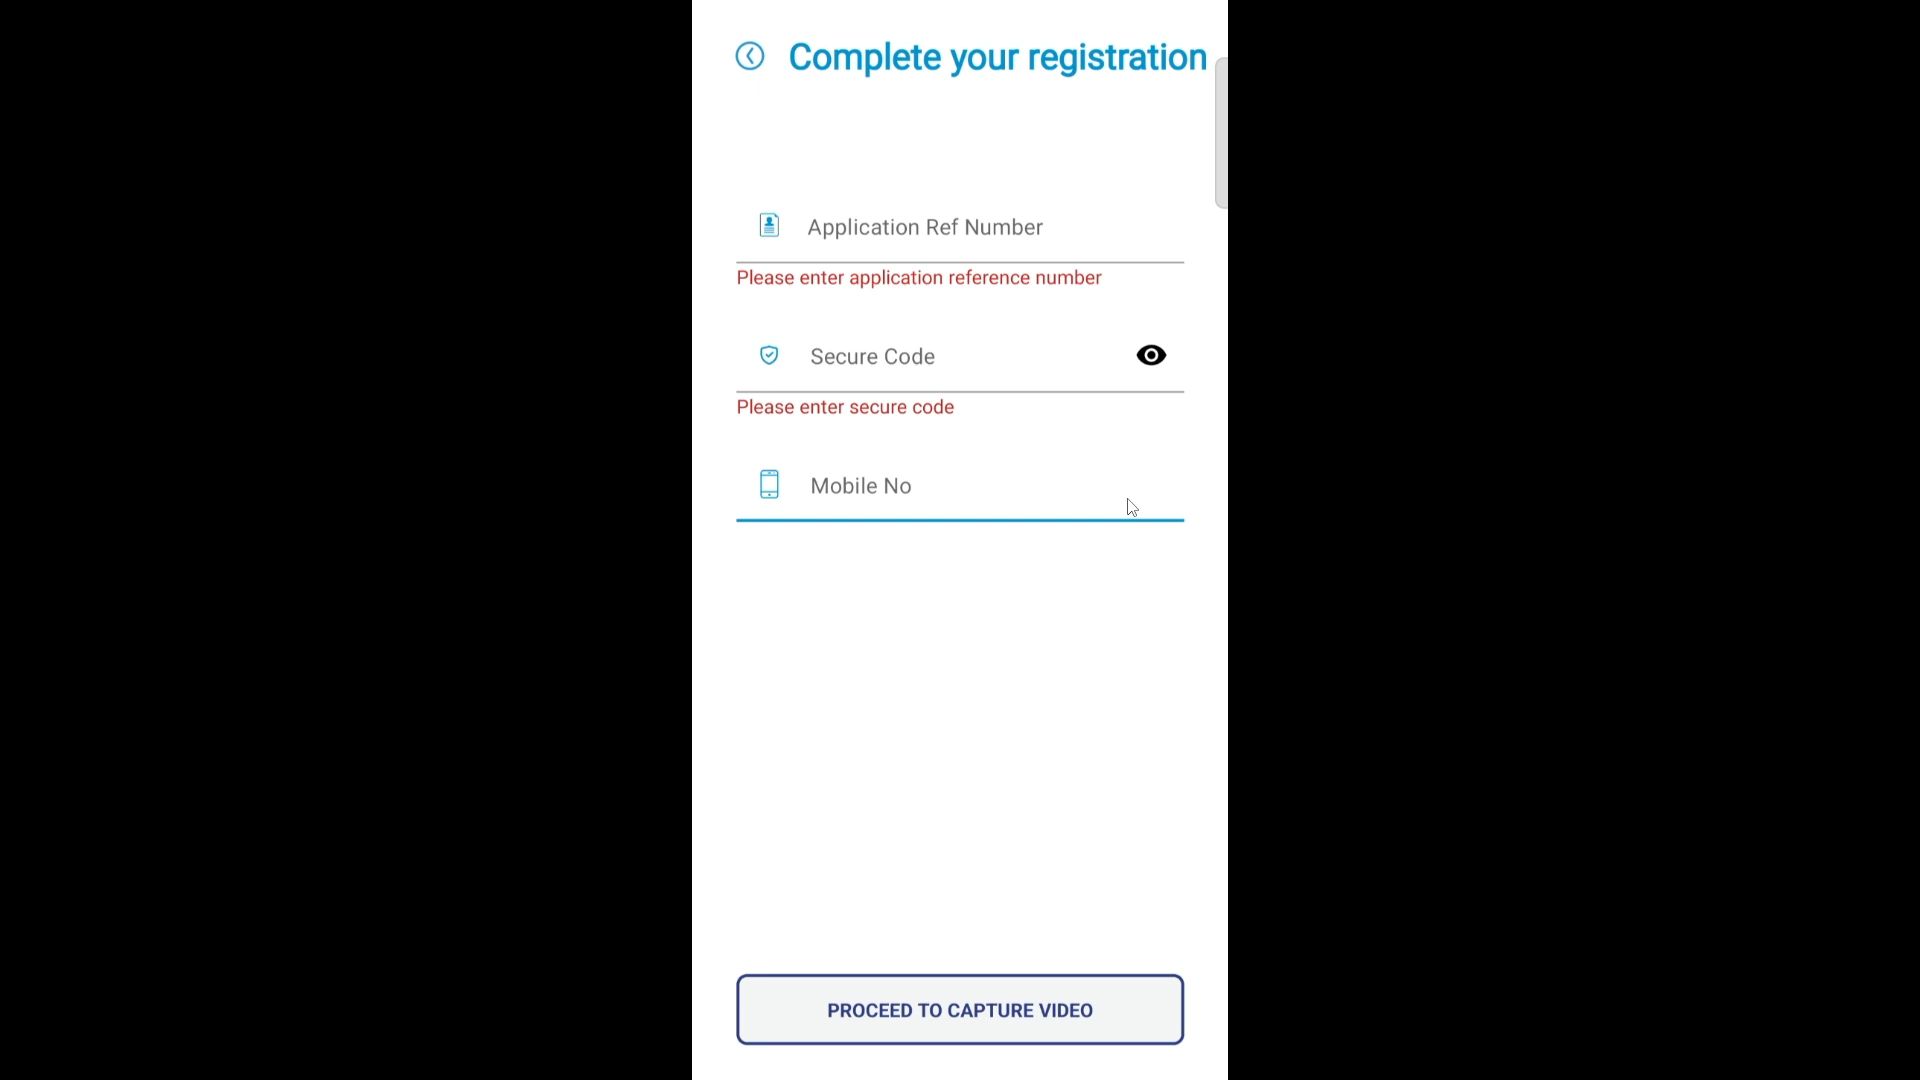 Complete your registration
Application Ref Number
Please enter application reference number
Secure Code
Please enter secure code
Mobile No
PROCEED TO CAPTURE VIDEO